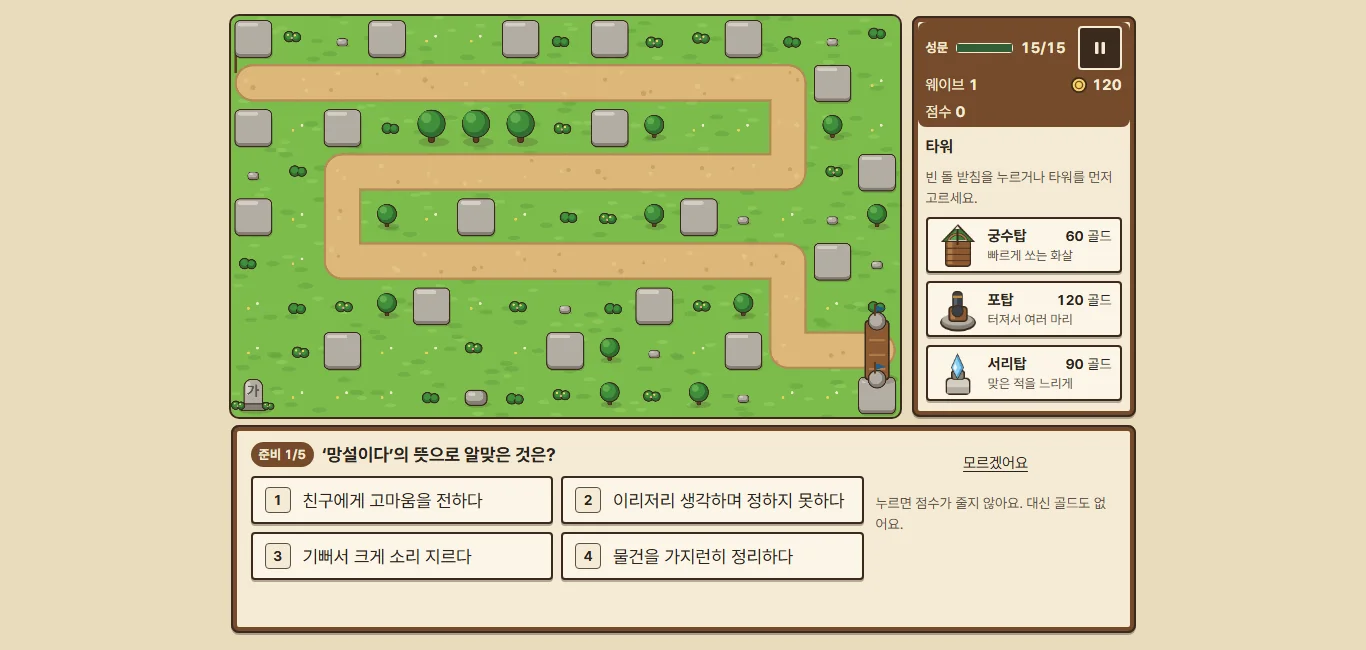 성문 15/15
웨이브 1 120
점수 0
타워
빈 돌 받침을 누르거나 타워를 먼저
고르세요.
궁수탑 60 골드
빠르게 쏘는 화살
포탑 120 골드
터져서 여러 마리
서리탑 90 골드
맞은 적을 느리게
가
준비 1/5 ‘망설이다’의 뜻으로 알맞은 것은?
1 친구에게 고마움을 전하다
2 이리저리 생각하며 정하지 못하다
3 기뻐서 크게 소리 지르다
4 물건을 가지런히 정리하다
모르겠어요
누르면 점수가 줄지 않아요. 대신 골드도 없
어요.